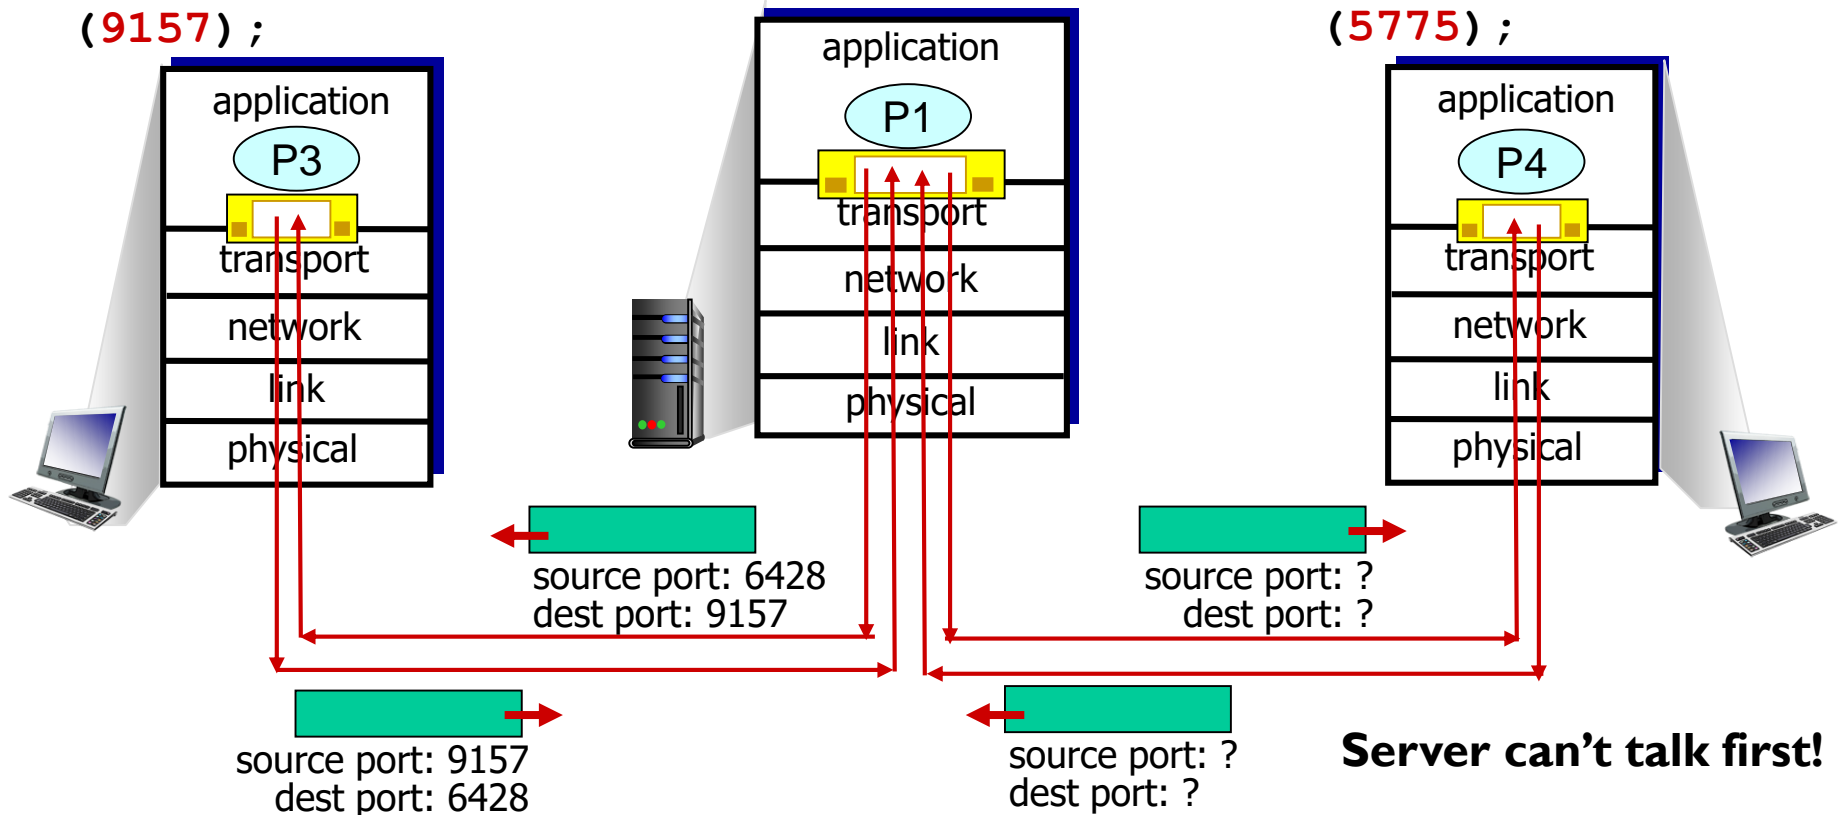 (9157);
(5775);
application
P3
transport
network
link
physical
application
P1
transport
network
link
physical
application
P4
transport
network
link
physical
source port: 6428
dest port: 9157
source port: ?
dest port: ?
source port: 9157
dest port: 6428
source port: ?
dest port: ?
Server can’t talk first!